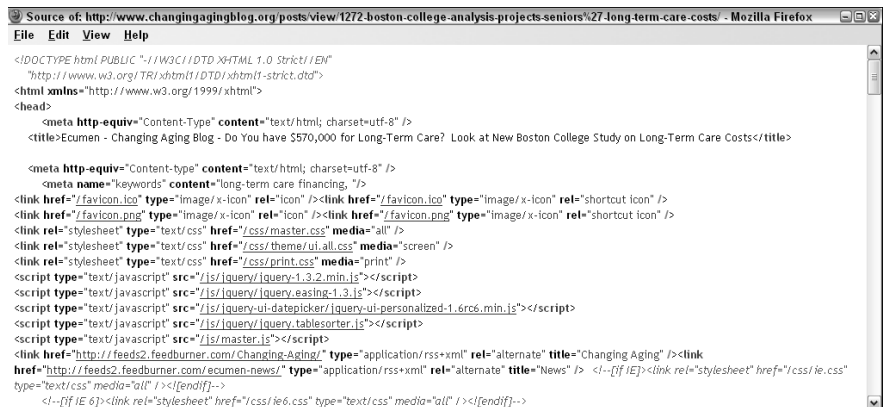 Source of: http://www.changingagingblog.org/posts/view/1272-boston-college-analysis-projects-seniors%27-long-term-care-costs/ - Mozilla Firefox
File Edit View Help
<!DOCTYPE html PUBLIC "-//W3C//DTD XHTML 1.0 Strict//EN"
"http://www.w3.org/TR/xhtml1/DTD/xhtml1-strict.dtd">
<html xmlns="http://www.w3.org/1999/xhtml">
<head>
<meta http-equiv="Content-Type" content="text/html; charset=utf-8" />
<title>Ecumen - Changing Aging Blog - Do You have $570,000 for Long-Term Care? Look at New Boston College Study on Long-Term Care Costs</title>
<meta http-equiv="Content-type" content="text/html; charset=utf-8" />
<meta name="keywords" content="long-term care financing, "/>
<link href="/favicon.ico" type="image/x-icon" rel="icon" /><link href="/favicon.ico" type="image/x-icon" rel="shortcut icon" />
<link href="/favicon.png" type="image/x-icon" rel="icon" /><link href="/favicon.png" type="image/x-icon" rel="shortcut icon" />
<link rel="stylesheet" type="text/css" href="/css/master.css" media="all" />
<link rel="stylesheet" type="text/css" href="/css/theme/ui.all.css" media="screen" />
<link rel="stylesheet" type="text/css" href="/css/print.css" media="print" />
<script type="text/javascript" src="/js/jquery/jquery-1.3.2.min.js"></script>
<script type="text/javascript" src="/js/jquery/jquery.easing-1.3.js"></script>
<script type="text/javascript" src="/js/jquery-ui-datepicker/jquery-ui-personalized-1.6rc6.min.js"></script>
<script type="text/javascript" src="/js/jquery/jquery.tablesorter.js"></script>
<script type="text/javascript" src="/js/master.js"></script>
<link href="http://feeds2.feedburner.com/Changing-Aging/" type="application/rss+xml" rel="alternate" title="Changing Aging" /><link
href="http://feeds2.feedburner.com/ecumen-news/" type="application/rss+xml" rel="alternate" title="News" /> <!--[if IE]><link rel="stylesheet" href="/css/ie.css"
type="text/css" media="all" /><![endif]-->
<!--[if IE 6]><link rel="stylesheet" href="/css/ie6.css" type="text/css" media="all" /><![endif]-->